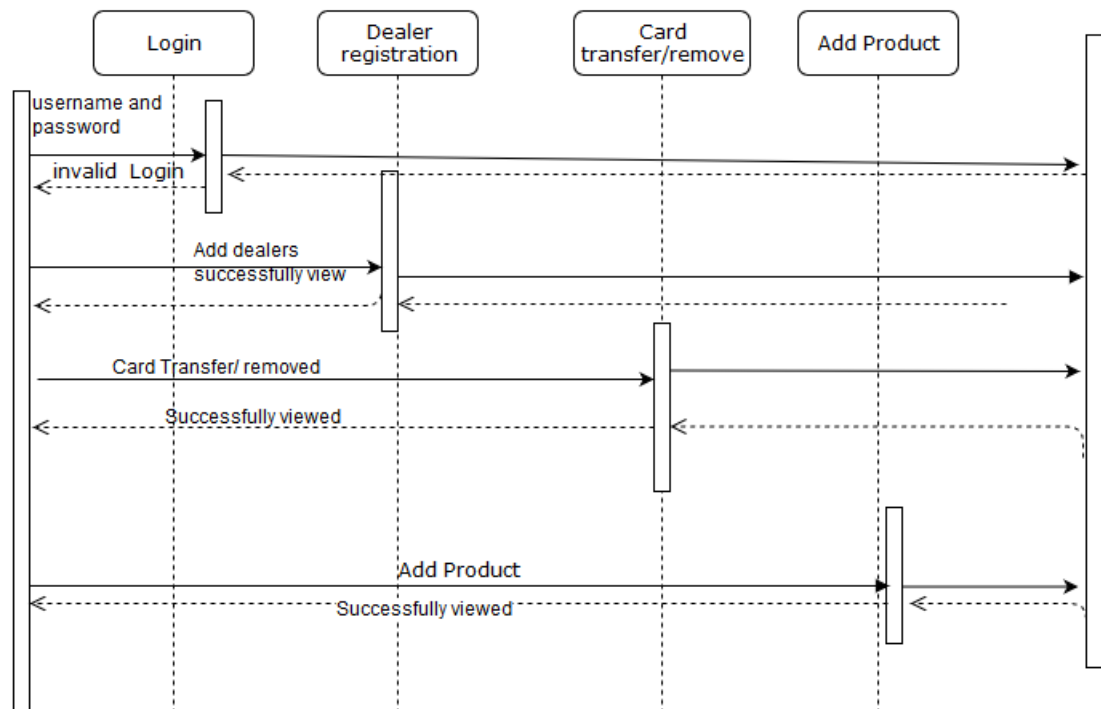 Login
Dealer
registration
Card
transfer/remove
Add Product
username and
password
invalid Login
Add dealers
successfully view
Card Transfer/ removed
Successfully viewed
Add Product
Successfully viewed